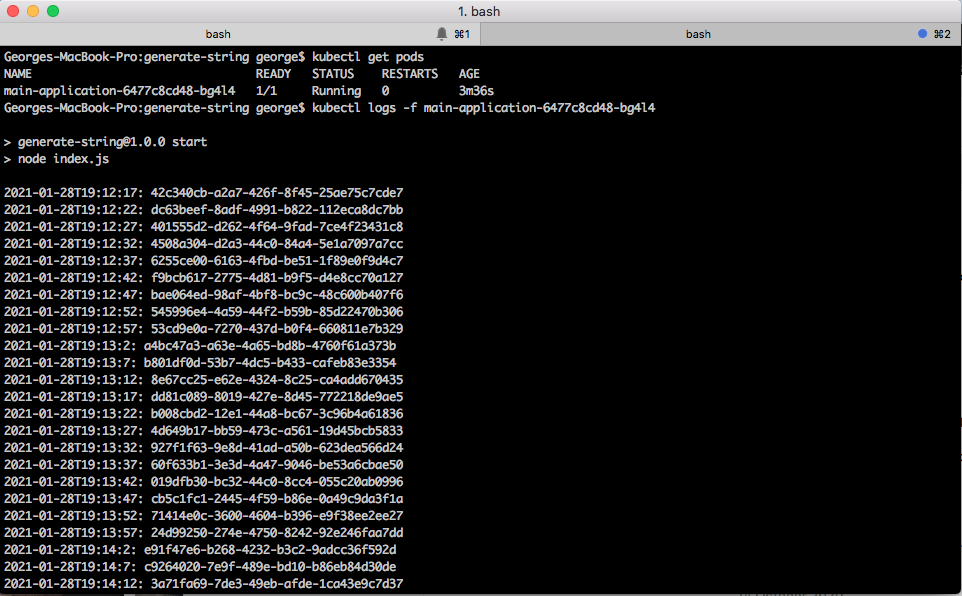 1. bash
bash ⌘1 bash ⌘2
Georges-MacBook-Pro:generate-string george$ kubectl get pods
NAME READY STATUS RESTARTS AGE
main-application-6477c8cd48-bg4l4 1/1 Running 0 3m36s
Georges-MacBook-Pro:generate-string george$ kubectl logs -f main-application-6477c8cd48-bg4l4
> generate-string@1.0.0 start
> node index.js
2021-01-28T19:12:17: 42c340cb-a2a7-426f-8f45-25ae75c7cde7
2021-01-28T19:12:22: dc63beef-8adf-4991-b822-112eca8dc7bb
2021-01-28T19:12:27: 401555d2-d262-4f64-9fad-7ce4f23431c8
2021-01-28T19:12:32: 4508a304-d2a3-44c0-84a4-5e1a7097a7cc
2021-01-28T19:12:37: 6255ce00-6163-4fbd-be51-1f89e0f9d4c7
2021-01-28T19:12:42: f9bcb617-2775-4d81-b9f5-d4e8cc70a127
2021-01-28T19:12:47: bae064ed-98af-4bf8-bc9c-48c600b407f6
2021-01-28T19:12:52: 545996e4-4a59-44f2-b59b-85d22470b306
2021-01-28T19:12:57: 53cd9e0a-7270-437d-b0f4-660811e7b329
2021-01-28T19:13:2: a4bc47a3-a63e-4a65-bd8b-4760f61a373b
2021-01-28T19:13:7: b801df0d-53b7-4dc5-b433-cafeb83e3354
2021-01-28T19:13:12: 8e67cc25-e62e-4324-8c25-ca4add670435
2021-01-28T19:13:17: dd81c089-8019-427e-8d45-772218de9ae5
2021-01-28T19:13:22: b008cbd2-12e1-44a8-bc67-3c96b4a61836
2021-01-28T19:13:27: 4d649b17-bb59-473c-a561-19d45bcb5833
2021-01-28T19:13:32: 927f1f63-9e8d-41ad-a50b-623dea566d24
2021-01-28T19:13:37: 60f633b1-3e3d-4a47-9046-be53a6cbae50
2021-01-28T19:13:42: 019dfb30-bc32-44c0-8cc4-055c20ab0996
2021-01-28T19:13:47: cb5c1fc1-2445-4f59-b86e-0a49c9da3f1a
2021-01-28T19:13:52: 71414e0c-3600-4604-b396-e9f38ee2ee27
2021-01-28T19:13:57: 24d99250-274e-4750-8242-92e246faa7dd
2021-01-28T19:14:2: e91f47e6-b268-4232-b3c2-9adcc36f592d
2021-01-28T19:14:7: c9264020-7e9f-489e-bd10-b86eb84d30de
2021-01-28T19:14:12: 3a71fa69-7de3-49eb-afde-1ca43e9c7d37